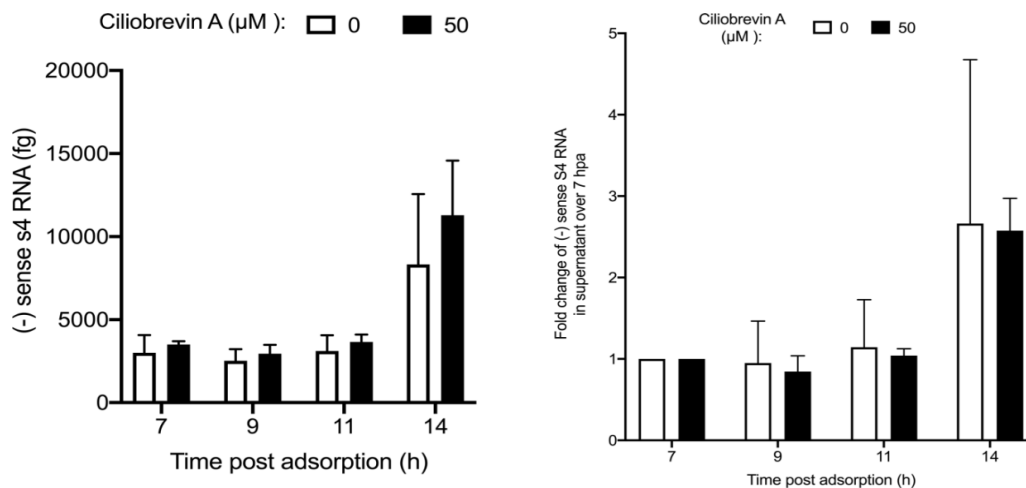 Ciliobrevin A (µM ): 0 50
20000
15000
10000
5000
0
(-) sense s4 RNA (fg)
7 9 11 14
Time post adsorption (h)
Ciliobrevin A
(µM ): 0 50
5
4
3
2
1
0
Fold change of (-) sense S4 RNA
in supernatant over 7 hpa
7 9 11 14
Time post adsorption (h)